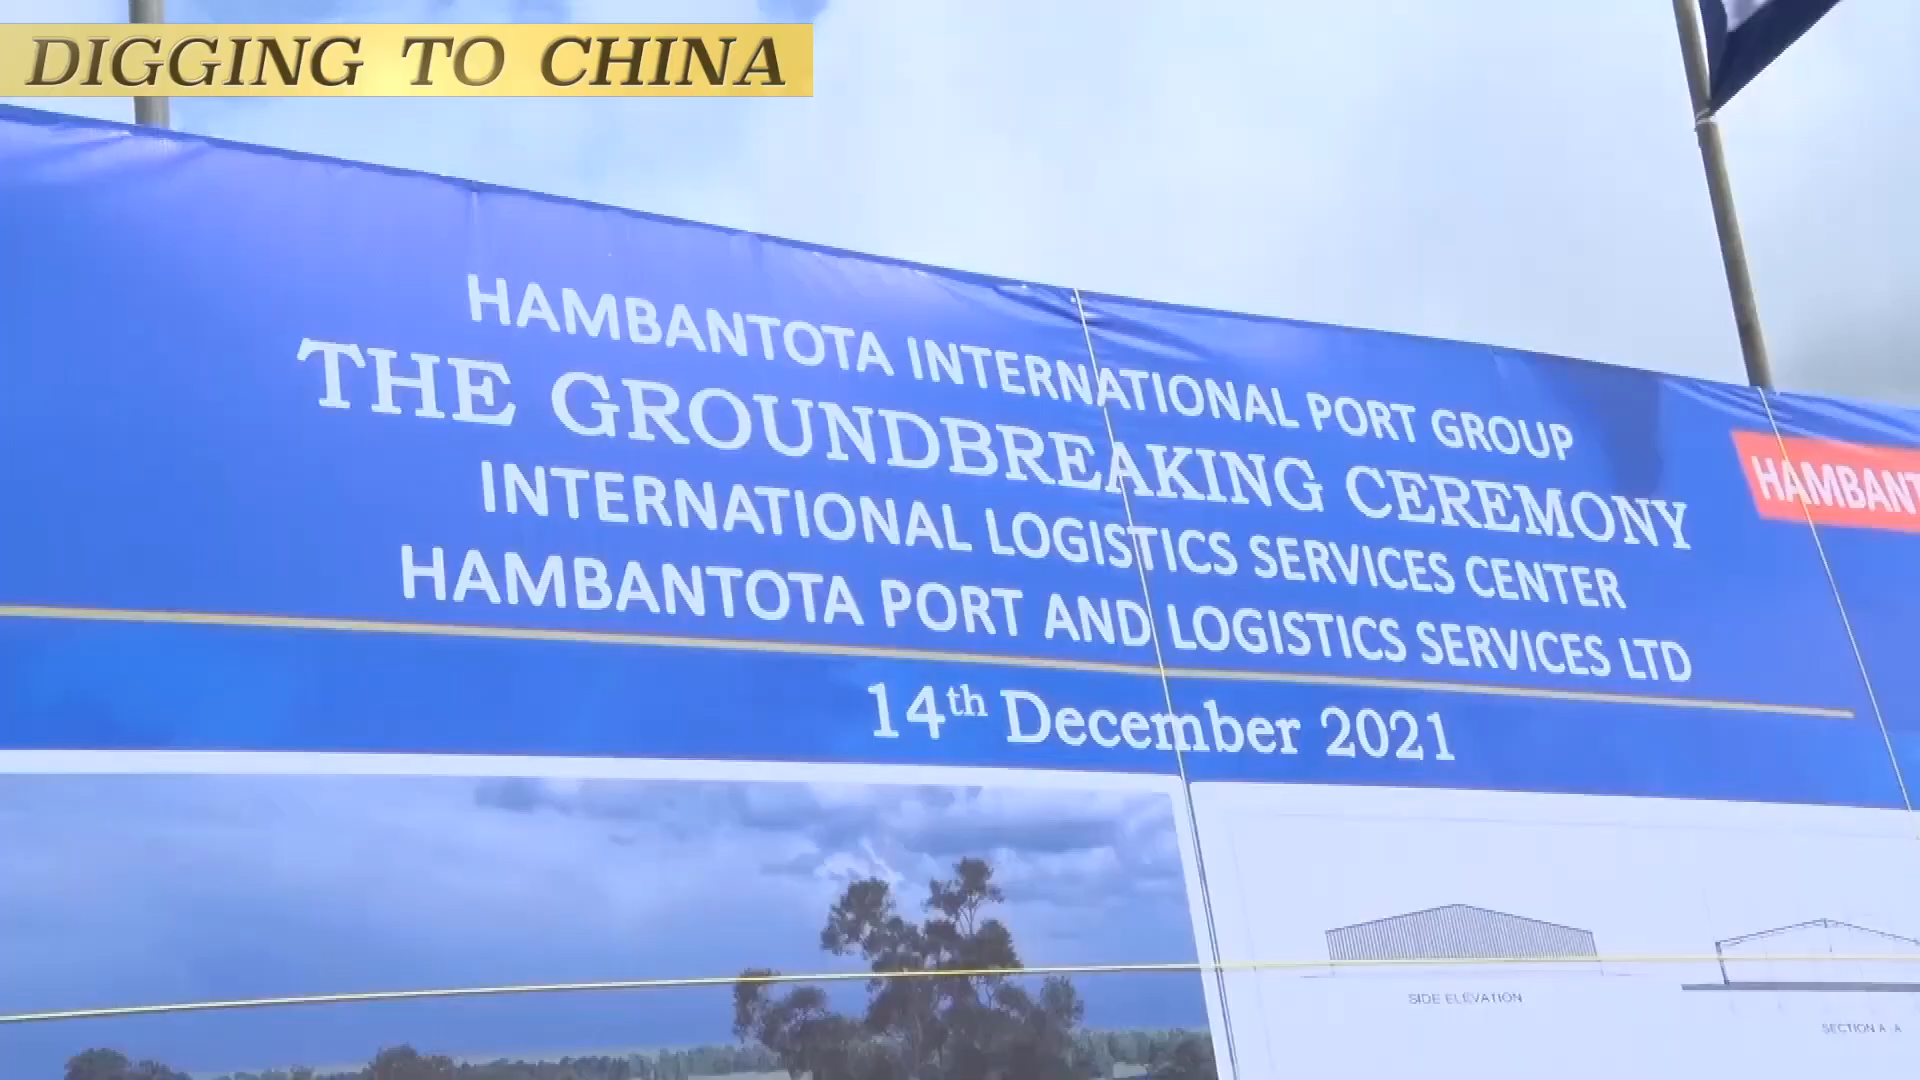 DIGGING TO CHINA
HAMBANTOTA INTERNATIONAL PORT GROUP
THE GROUNDBREAKING CEREMONY
INTERNATIONAL LOGISTICS SERVICES CENTER
HAMBANTOTA PORT AND LOGISTICS SERVICES LTD
14th December 2021
HAMBANT
SIDE ELEVATION
SECTION A-A